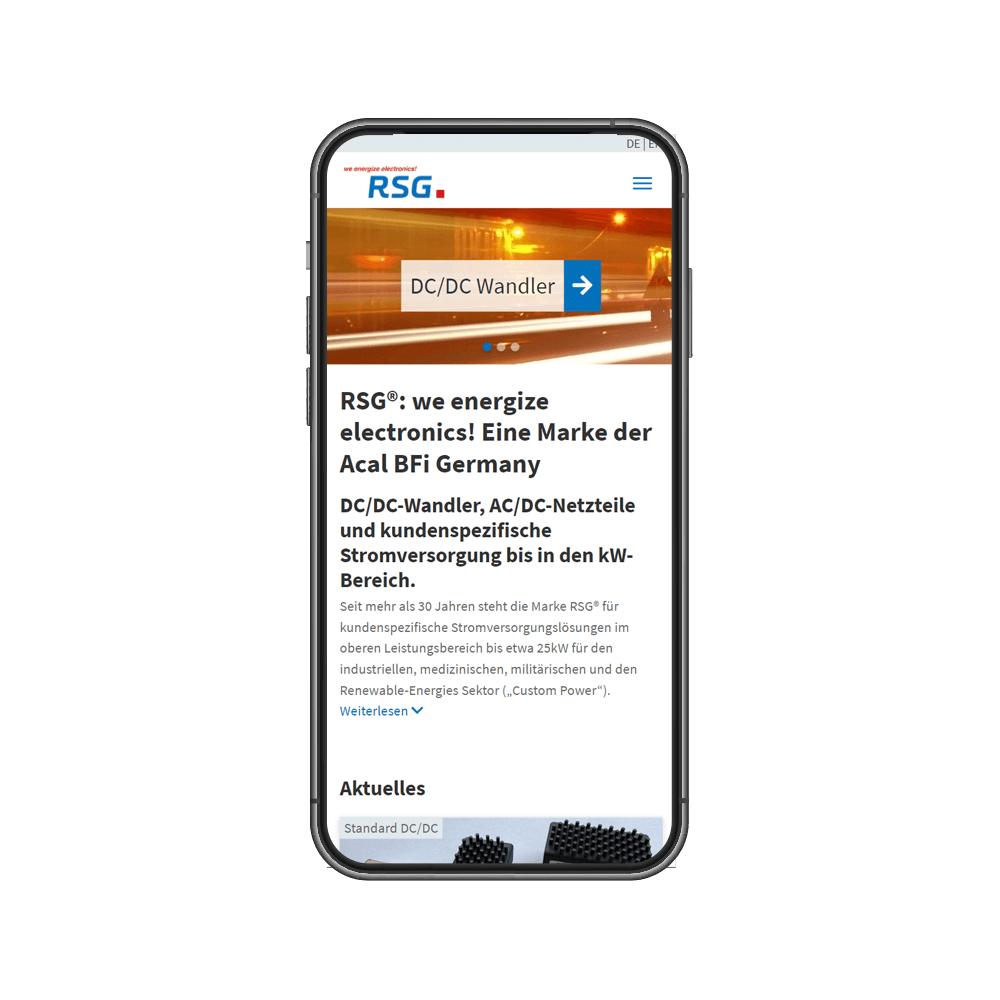 DE |
we energize electronics!
RSG
DC/DC Wandler
RSG®: we energize
electronics! Eine Marke der
Acal BFi Germany
DC/DC-Wandler, AC/DC-Netzteile
und kundenspezifische
Stromversorgung bis in den kW-
Bereich.
Seit mehr als 30 Jahren steht die Marke RSG® für
kundenspezifische Stromversorgungslösungen im
oberen Leistungsbereich bis etwa 25kW für den
industriellen, medizinischen, militärischen und den
Renewable-Energies Sektor („Custom Power“).
Weiterlesen
Aktuelles
Standard DC/DC